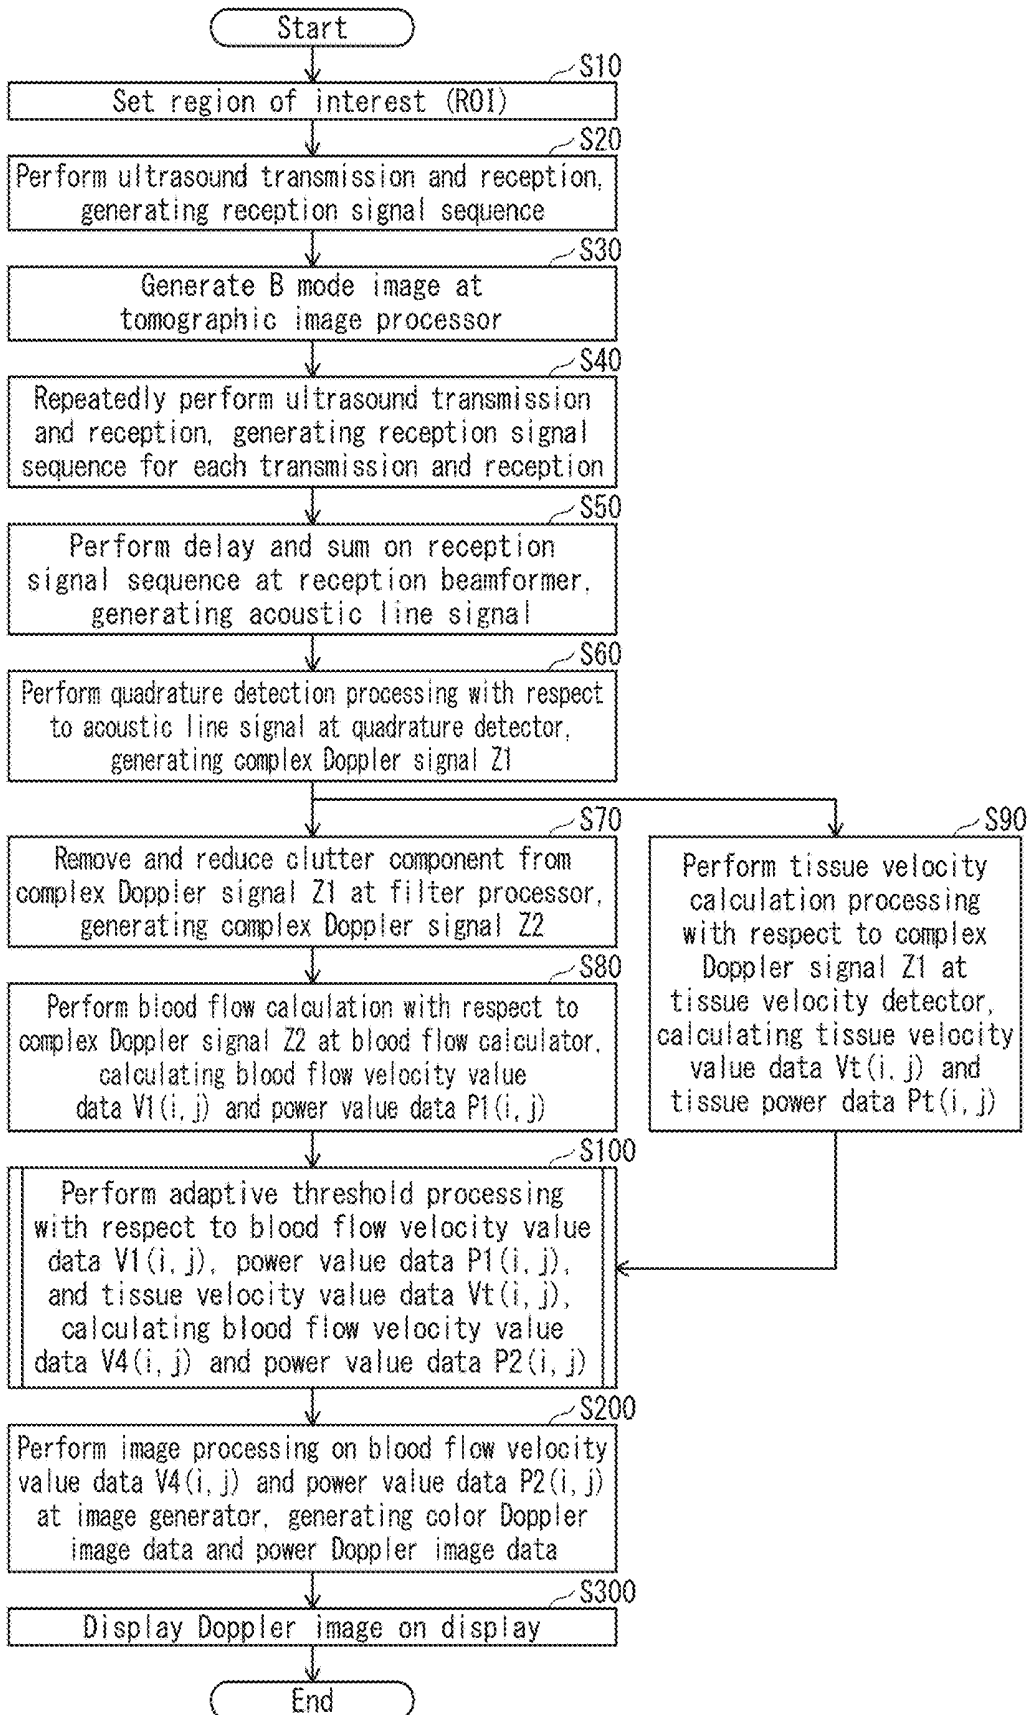 Start
S10
Set region of interest (ROI)
S20
Perform ultrasound transmission and reception,
generating reception signal sequence
S30
Generate B mode image at
tomographic image processor
S40
Repeatedly perform ultrasound transmission
and reception, generating reception signal
sequence for each transmission and reception
S50
Perform delay and sum on reception
signal sequence at reception beamformer,
generating acoustic line signal
S60
Perform quadrature detection processing with respect
to acoustic line signal at quadrature detector,
generating complex Doppler signal Z1
S70
Remove and reduce clutter component from
complex Doppler signal Z1 at filter processor,
generating complex Doppler signal Z2
S80
Perform blood flow calculation with respect to
complex Doppler signal Z2 at blood flow calculator,
calculating blood flow velocity value
data V1(i, j) and power value data P1(i, j)
S90
Perform tissue velocity
calculation processing
with respect to complex
Doppler signal Z1 at
tissue velocity detector,
calculating tissue velocity
value data Vt(i, j) and
tissue power data Pt(i, j)
S100
Perform adaptive threshold processing
with respect to blood flow velocity value
data V1(i, j), power value data P1(i, j),
and tissue velocity value data Vt(i, j),
calculating blood flow velocity value
data V4(i, j) and power value data P2(i, j)
S200
Perform image processing on blood flow velocity
value data V4(i, j) and power value data P2(i, j)
at image generator, generating color Doppler
image data and power Doppler image data
S300
Display Doppler image on display
End